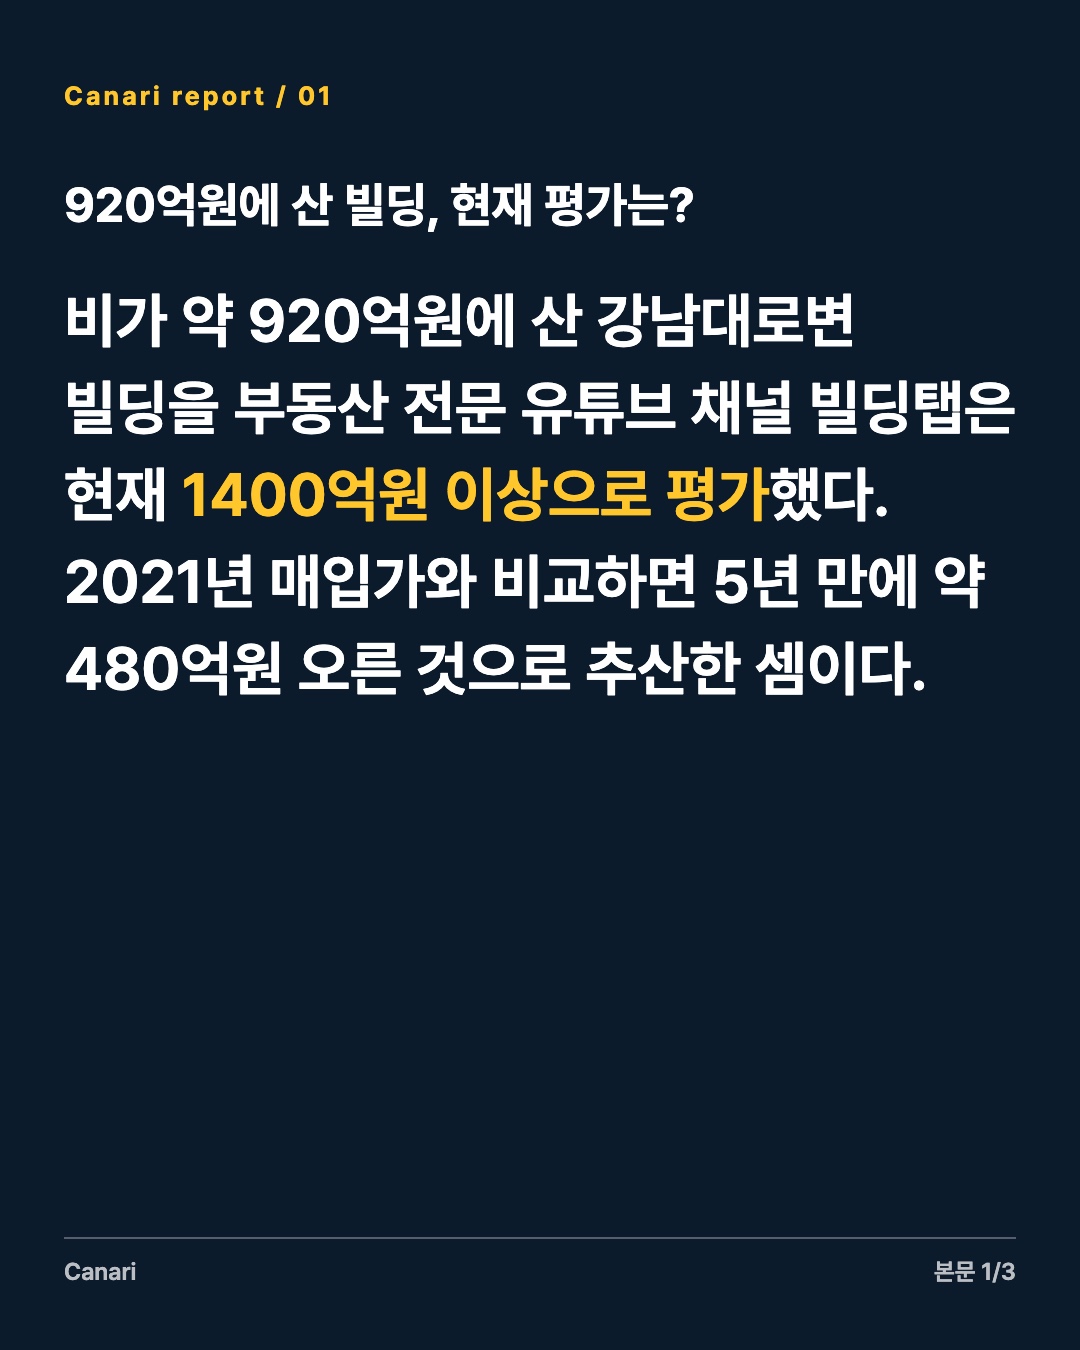 Canari report / 01
920억원에 산 빌딩, 현재 평가는?
비가 약 920억원에 산 강남대로변
빌딩을 부동산 전문 유튜브 채널 빌딩탭은
현재 1400억원 이상으로 평가했다.
2021년 매입가와 비교하면 5년 만에 약
480억원 오른 것으로 추산한 셈이다.
Canari
본문 1/3